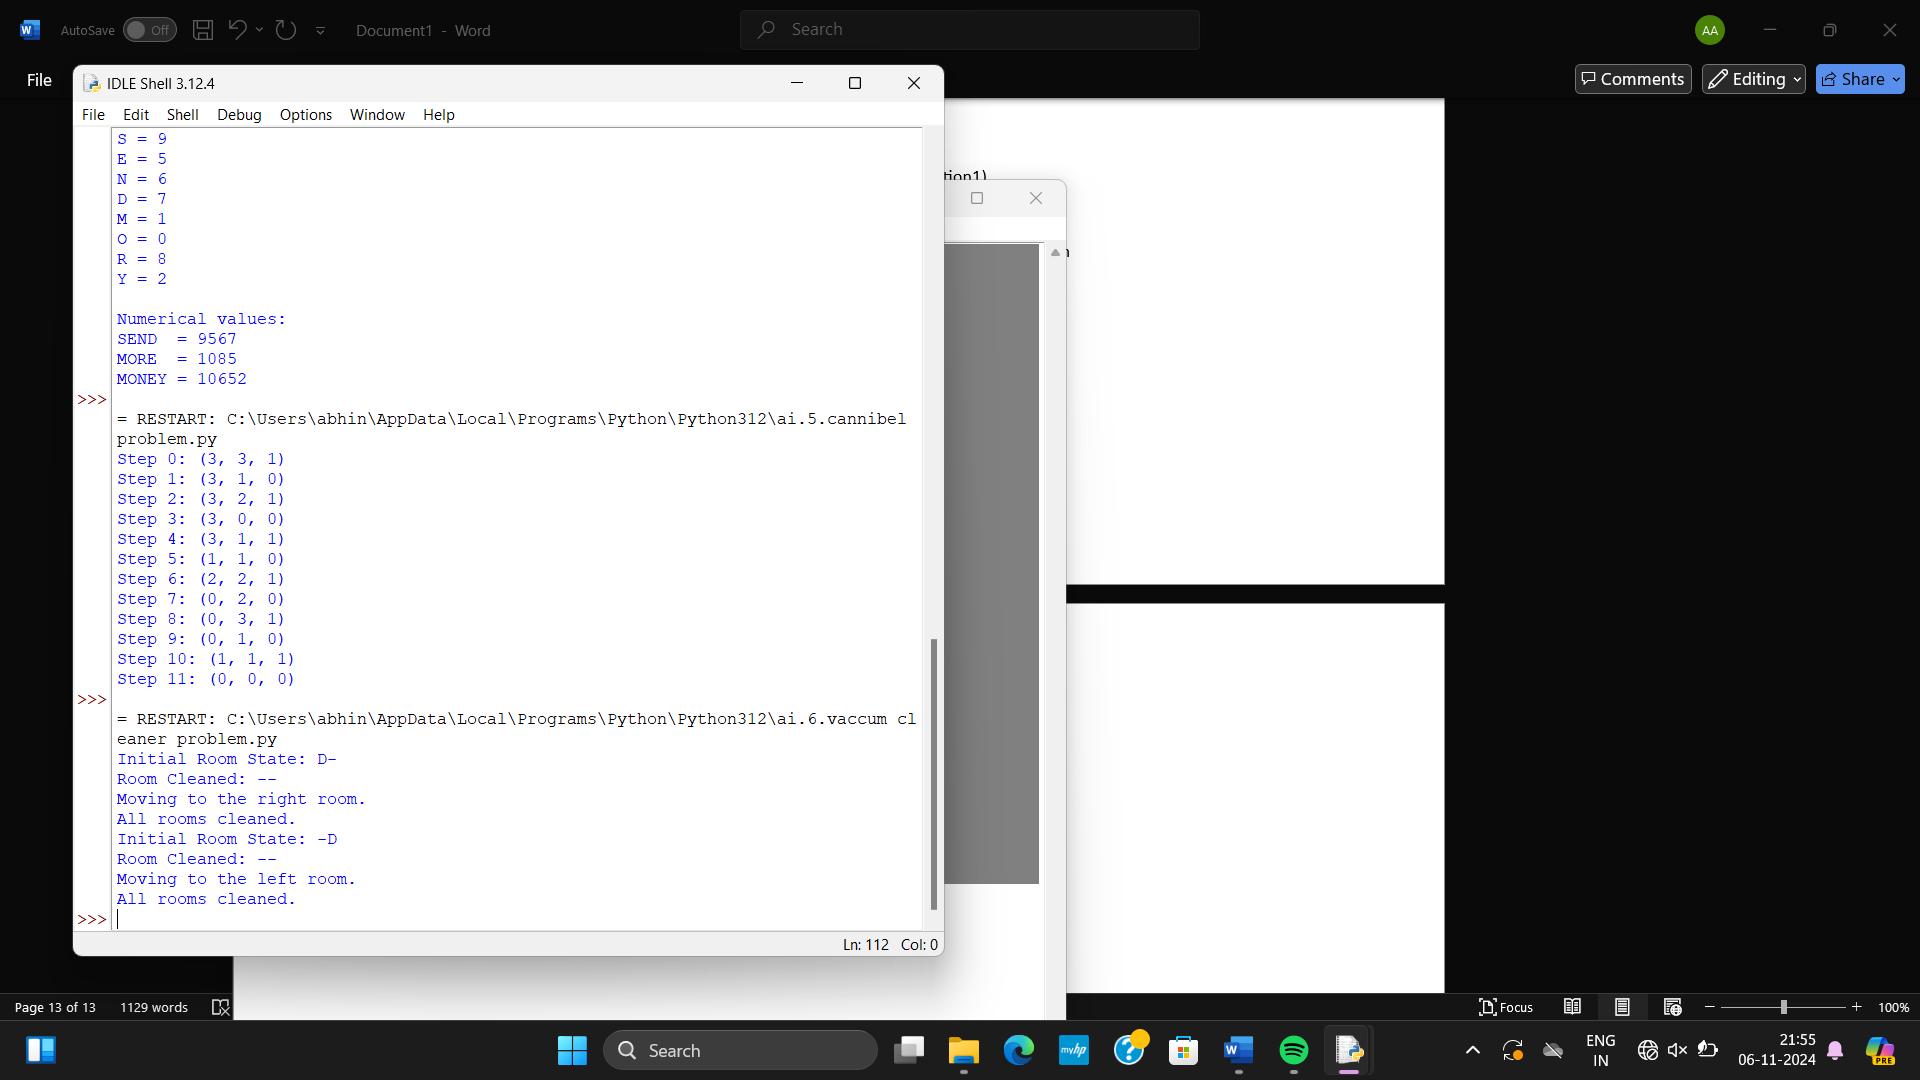 AutoSave Off Document1 - Word Search AA
File Comments Editing Share
IDLE Shell 3.12.4
File Edit Shell Debug Options Window Help
S = 9
E = 5
N = 6
D = 7
M = 1
O = 0
R = 8
Y = 2
Numerical values:
SEND = 9567
MORE = 1085
MONEY = 10652
>>>
= RESTART: C:\Users\abhin\AppData\Local\Programs\Python\Python312\ai.5.cannibel
problem.py
Step 0: (3, 3, 1)
Step 1: (3, 1, 0)
Step 2: (3, 2, 1)
Step 3: (3, 0, 0)
Step 4: (3, 1, 1)
Step 5: (1, 1, 0)
Step 6: (2, 2, 1)
Step 7: (0, 2, 0)
Step 8: (0, 3, 1)
Step 9: (0, 1, 0)
Step 10: (1, 1, 1)
Step 11: (0, 0, 0)
>>>
= RESTART: C:\Users\abhin\AppData\Local\Programs\Python\Python312\ai.6.vaccum cl
eaner problem.py
Initial Room State: D-
Room Cleaned: --
Moving to the right room.
All rooms cleaned.
Initial Room State: -D
Room Cleaned: --
Moving to the left room.
All rooms cleaned.
>>>
Ln: 112 Col: 0
tion1)
Page 13 of 13 1129 words Focus 100%
Search myhp ENG IN 21:55 06-11-2024 PRE